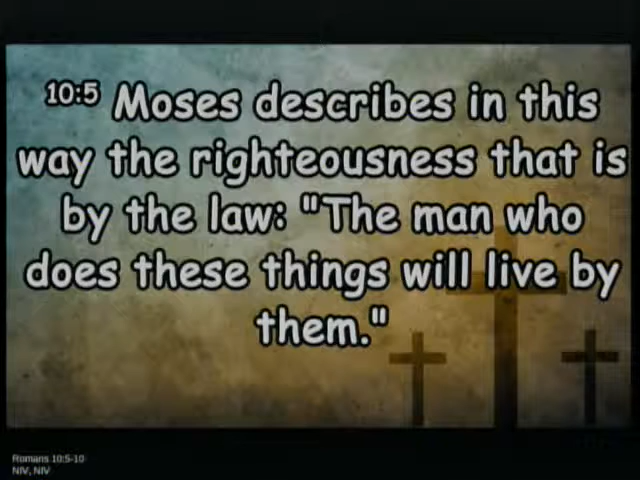 10:5 Moses describes in this
way the righteousness that is
by the law: "The man who
does these things will live by
them."
Romans 10:5-10
NIV, NIV